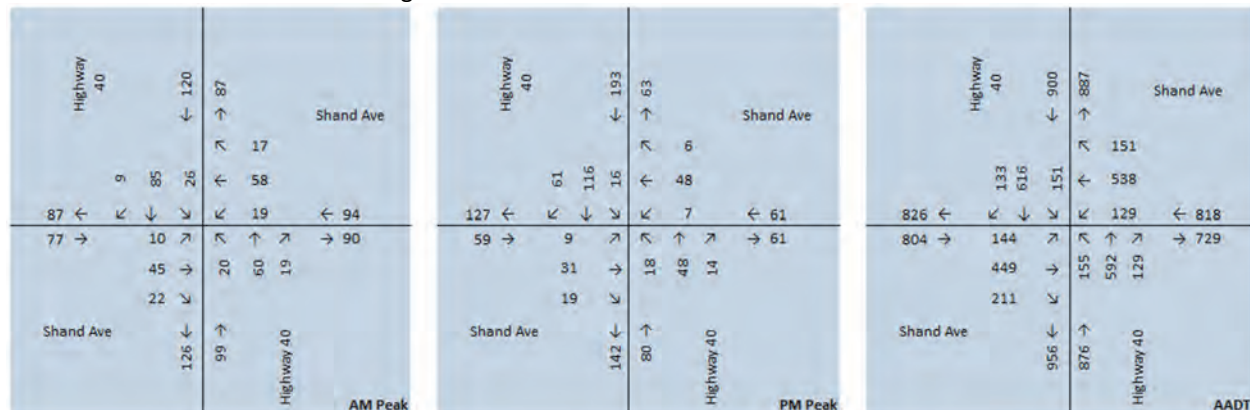 Highway 40
120 ↓ 87 ↑
Shand Ave
↖ 17
9 85 26 ← 58
87 ← ↙ ↓ ↘ ↙ 19 ← 94
77 → 10 ↗ ↖ ↑ ↗ → 90
45 → 20 60 19
22 ↘
Shand Ave
126 ↓ 99 ↑
Highway 40
AM Peak
Highway 40
193 ↓ 63 ↑
Shand Ave
↖ 6
61 116 16 ← 48
127 ← ↙ ↓ ↘ ↙ 7 ← 61
59 → 9 ↗ ↖ ↑ ↗ → 61
31 → 18 48 14
19 ↘
Shand Ave
142 ↓ 80 ↑
Highway 40
PM Peak
Highway 40
900 ↓ 887 ↑
Shand Ave
↖ 151
133 616 151 ← 538
826 ← ↙ ↓ ↘ ↙ 129 ← 818
804 → 144 ↗ ↖ ↑ ↗ → 729
449 → 155 592 129
211 ↘
Shand Ave
956 ↓ 876 ↑
Highway 40
AADT